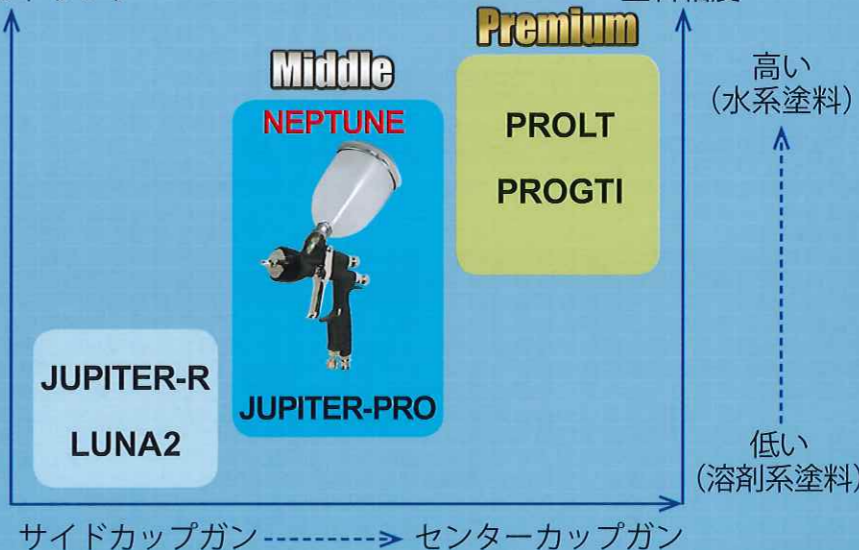 Premium
Middle
高い
（水系塗料）
NEPTUNE
PROLT
PROGTI
JUPITER-R
JUPITER-PRO
LUNA2
低い
（溶剤系塗料）
サイドカップガン
センターカップガン